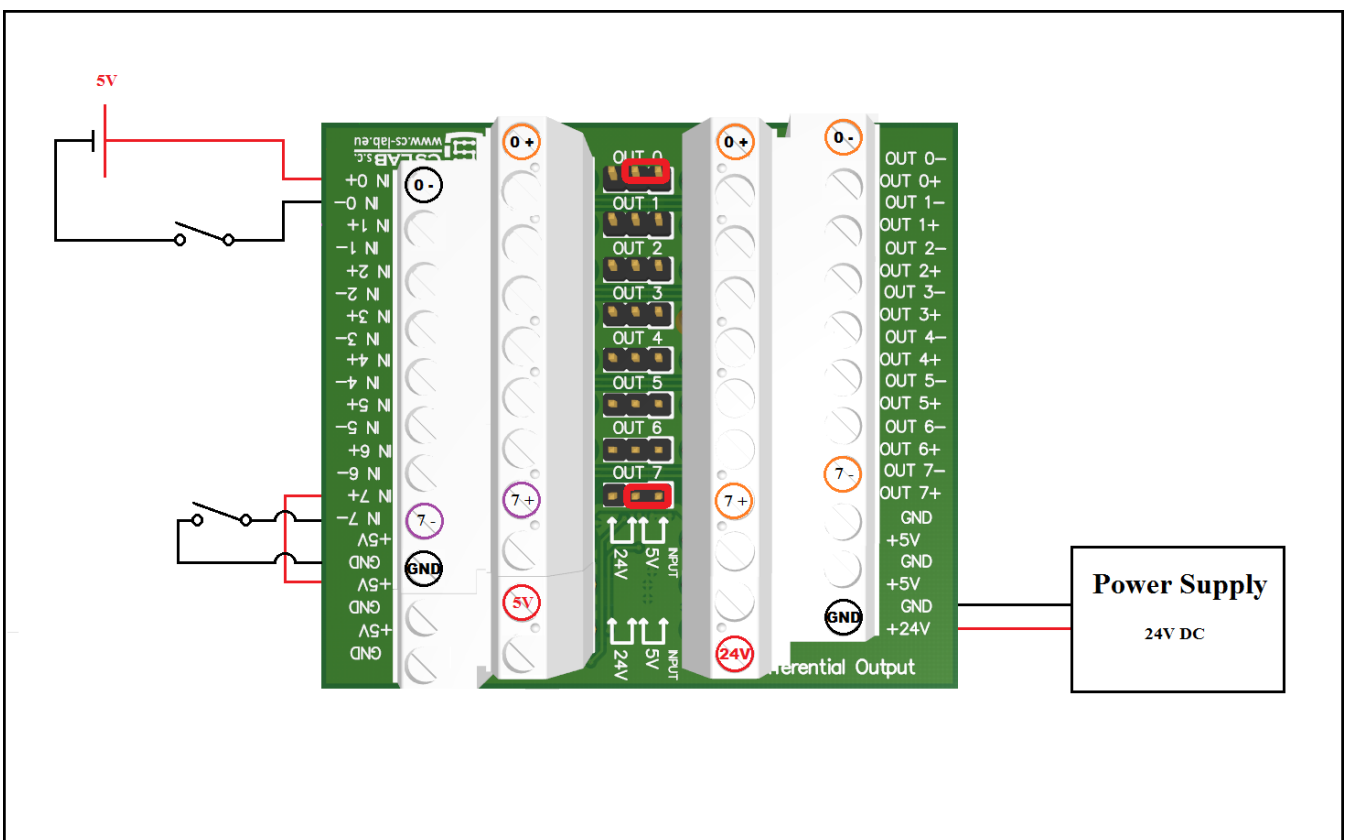 5V
www.cs-lab.eu
CSLAB s.c.
IN 0+
IN 0-
IN 1+
IN 1-
IN 2+
IN 2-
IN 3+
IN 3-
IN 4+
IN 4-
IN 5+
IN 5-
IN 6+
IN 6-
IN 7+
IN 7-
+5V
GND
+5V
GND
+5V
GND
0 -
7 -
GND
0 +
7 +
5V
OUT 0
OUT 1
OUT 2
OUT 3
OUT 4
OUT 5
OUT 6
OUT 7
24V
5V
INPUT
24V
5V
INPUT
0 +
7 +
24V
0 -
7 -
GND
OUT 0-
OUT 0+
OUT 1-
OUT 1+
OUT 2-
OUT 2+
OUT 3-
OUT 3+
OUT 4-
OUT 4+
OUT 5-
OUT 5+
OUT 6-
OUT 6+
OUT 7-
OUT 7+
GND
+5V
GND
+5V
GND
+24V
Output
Power Supply
24V DC